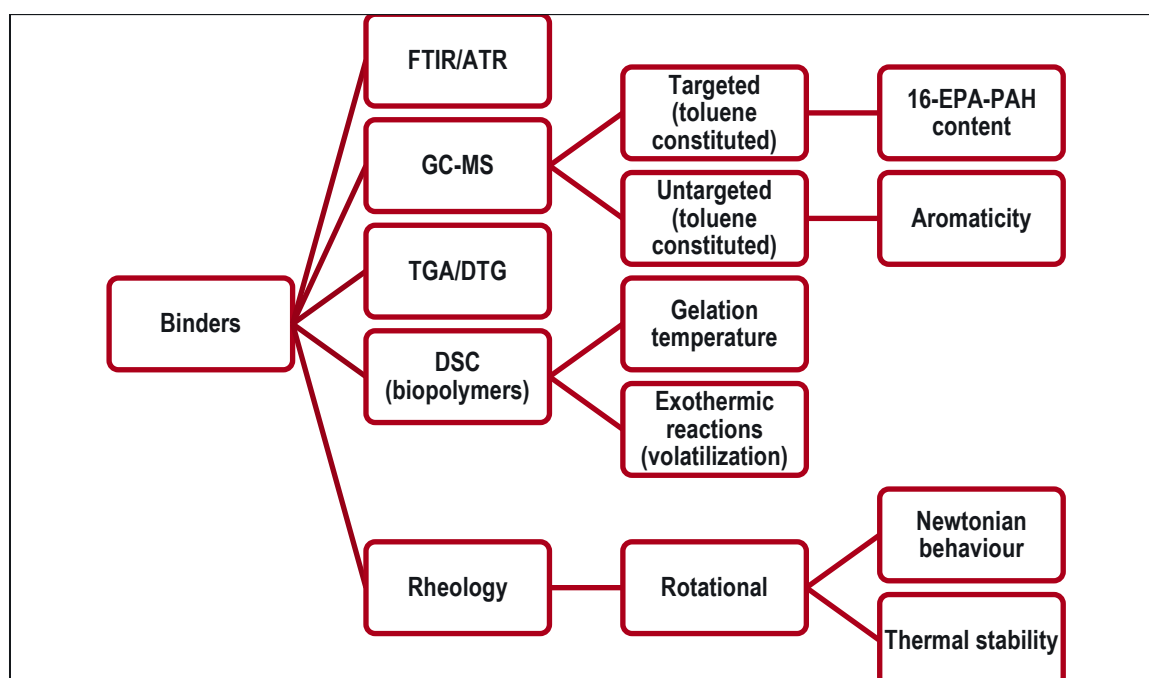 FTIR/ATR
Targeted
(toluene
constituted)
16-EPA-PAH
content
GC-MS
Untargeted
(toluene
constituted)
Aromaticity
TGA/DTG
Binders
Gelation
temperature
DSC
(biopolymers)
Exothermic
reactions
(volatilization)
Newtonian
behaviour
Rheology
Rotational
Thermal stability